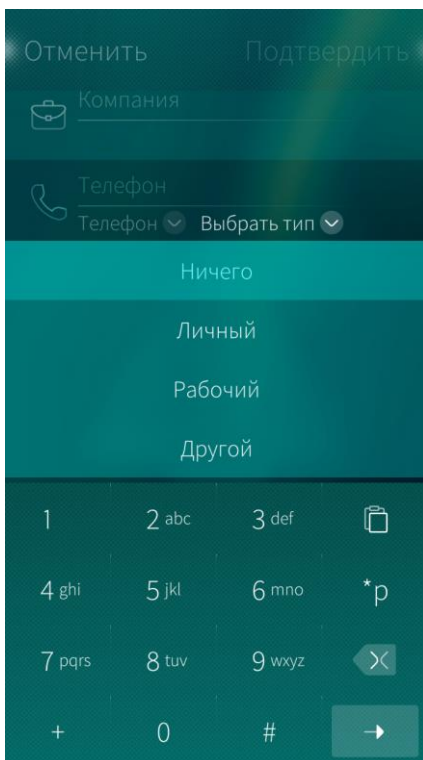 Отменить Подтвердить
Компания
Телефон
Телефон Выбрать тип
Ничего
Личный
Рабочий
Другой
1 2 abc 3 def
4 ghi 5 jkl 6 mno *p
7 pqrs 8 tuv 9 wxyz
+ 0 #